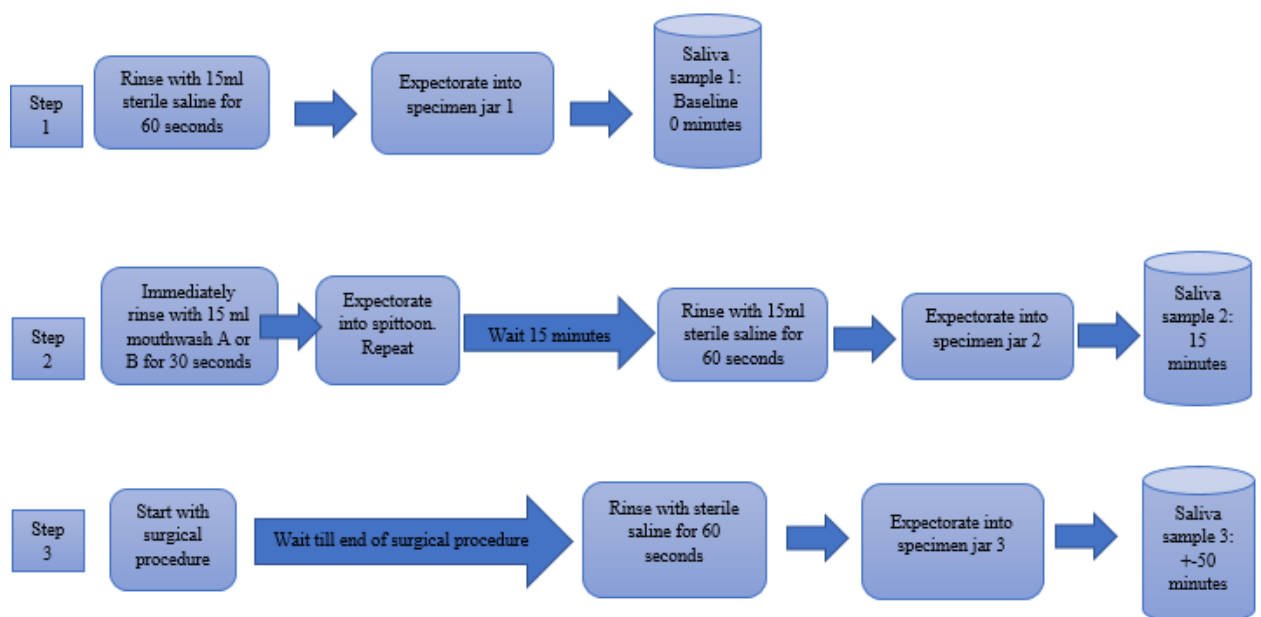 Step
1
Rinse with 15ml
sterile saline for
60 seconds
Expectorate into
specimen jar 1
Saliva
sample 1:
Baseline
0 minutes
Step
2
Immediately
rinse with 15 ml
mouthwash A or
B for 30 seconds
Expectorate
into spittoon.
Repeat
Wait 15 minutes
Rinse with 15ml
sterile saline for
60 seconds
Expectorate into
specimen jar 2
Saliva
sample 2:
15
minutes
Step
3
Start with
surgical
procedure
Wait till end of surgical procedure
Rinse with sterile
saline for 60
seconds
Expectorate into
specimen jar 3
Saliva
sample 3:
+-50
minutes